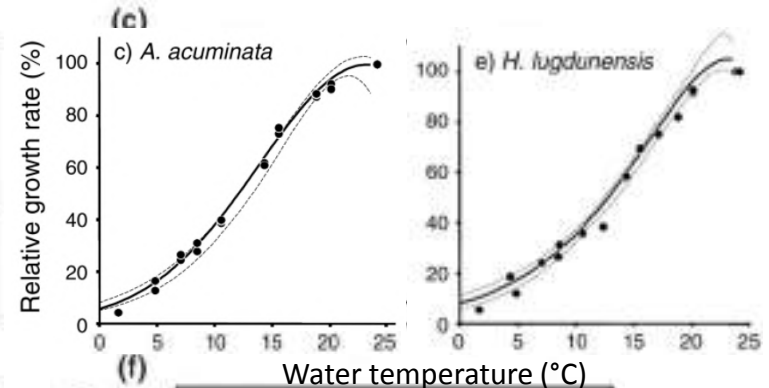 (c)
c) A. acuminata
e) H. lugdunensis
Relative growth rate (%)
100
80
60
40
20
0
100
80
60
40
20
0
0 5 10 15 20 25
0 5 10 15 20 25
Water temperature (°C)
(f)